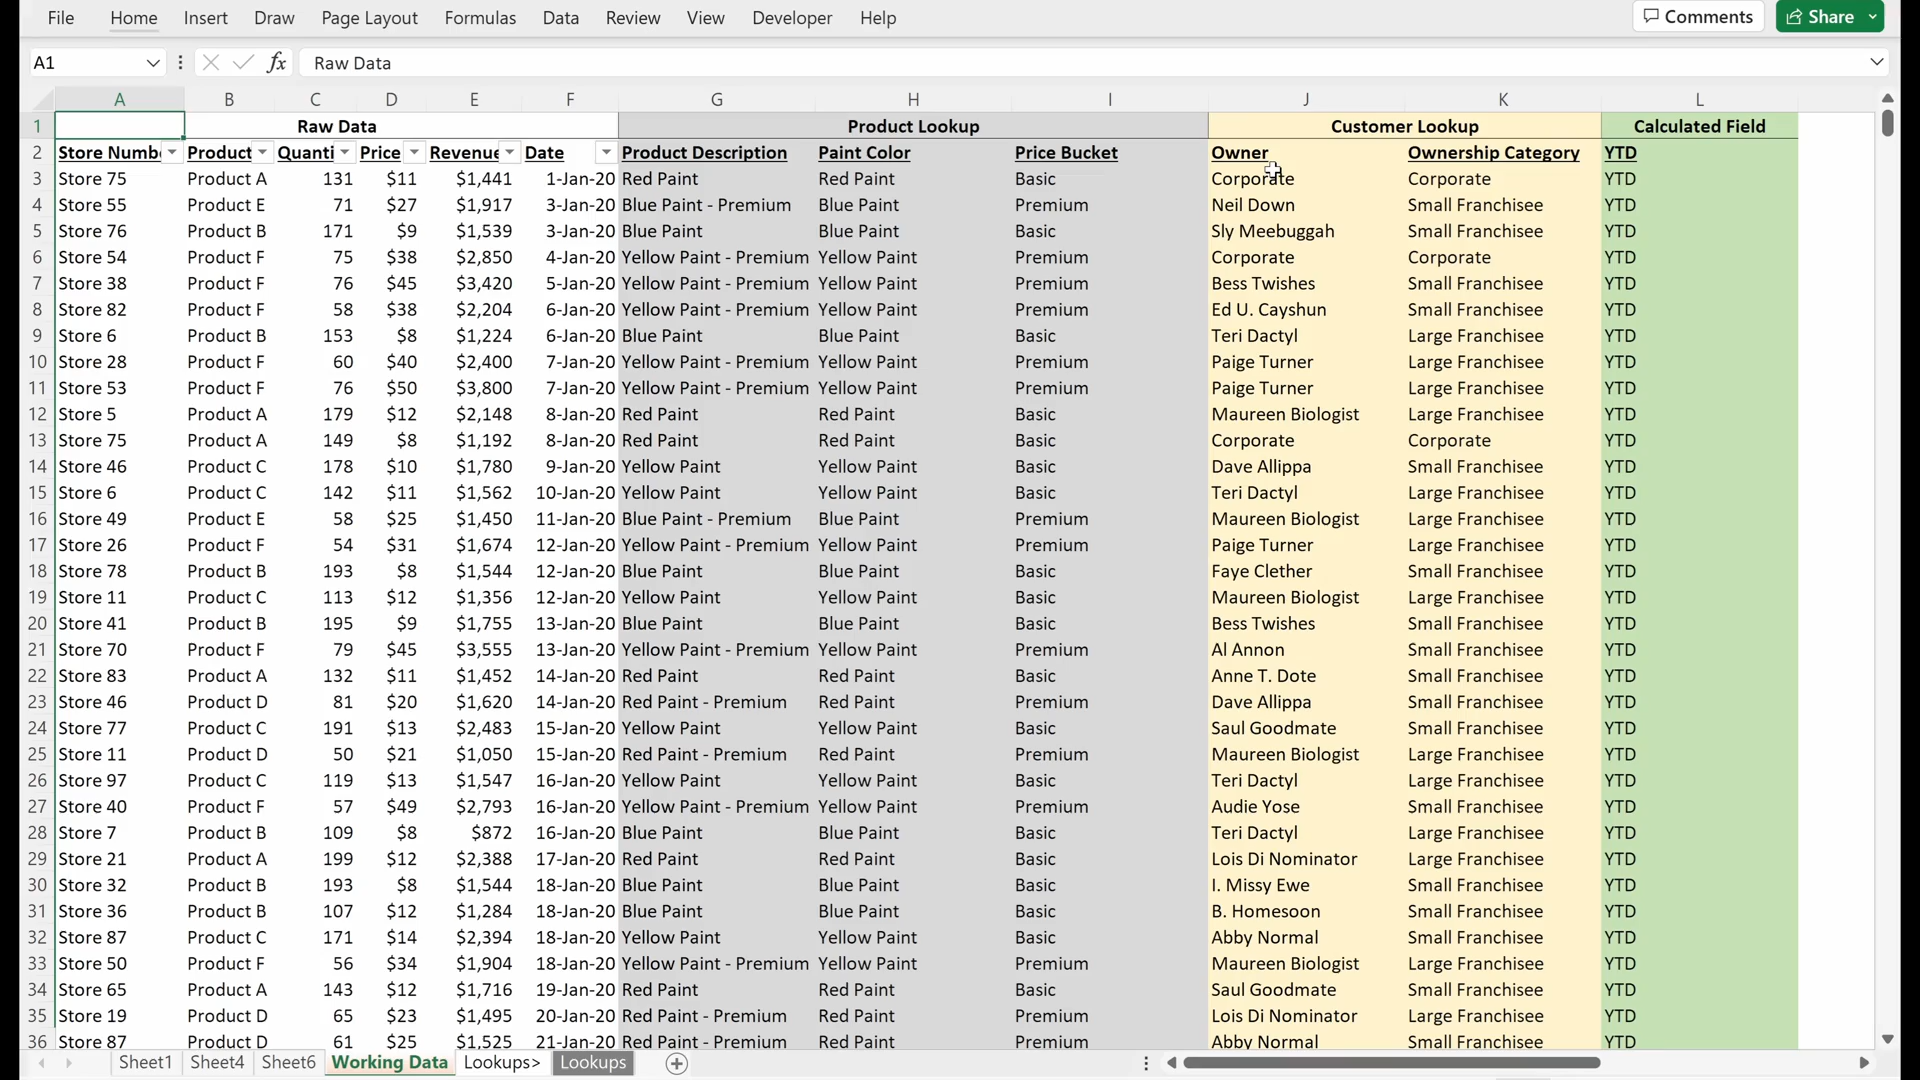 File Home Insert Draw Page Layout Formulas Data Review View Developer Help Comments Share
A1 fx Raw Data
A B C D E F G H I J K L
1 Raw Data Product Lookup Customer Lookup Calculated Field
2 Store Numb Product Quanti Price Revenue Date Product Description Paint Color Price Bucket Owner Ownership Category YTD
3 Store 75 Product A 131 $11 $1,441 1-Jan-20 Red Paint Red Paint Basic Corporate Corporate YTD
4 Store 55 Product E 71 $27 $1,917 3-Jan-20 Blue Paint - Premium Blue Paint Premium Neil Down Small Franchisee YTD
5 Store 76 Product B 171 $9 $1,539 3-Jan-20 Blue Paint Blue Paint Basic Sly Meebuggah Small Franchisee YTD
6 Store 54 Product F 75 $38 $2,850 4-Jan-20 Yellow Paint - Premium Yellow Paint Premium Corporate Corporate YTD
7 Store 38 Product F 76 $45 $3,420 5-Jan-20 Yellow Paint - Premium Yellow Paint Premium Bess Twishes Small Franchisee YTD
8 Store 82 Product F 58 $38 $2,204 6-Jan-20 Yellow Paint - Premium Yellow Paint Premium Ed U. Cayshun Small Franchisee YTD
9 Store 6 Product B 153 $8 $1,224 6-Jan-20 Blue Paint Blue Paint Basic Teri Dactyl Large Franchisee YTD
10 Store 28 Product F 60 $40 $2,400 7-Jan-20 Yellow Paint - Premium Yellow Paint Premium Paige Turner Large Franchisee YTD
11 Store 53 Product F 76 $50 $3,800 7-Jan-20 Yellow Paint - Premium Yellow Paint Premium Paige Turner Large Franchisee YTD
12 Store 5 Product A 179 $12 $2,148 8-Jan-20 Red Paint Red Paint Basic Maureen Biologist Large Franchisee YTD
13 Store 75 Product A 149 $8 $1,192 8-Jan-20 Red Paint Red Paint Basic Corporate Corporate YTD
14 Store 46 Product C 178 $10 $1,780 9-Jan-20 Yellow Paint Yellow Paint Basic Dave Allippa Small Franchisee YTD
15 Store 6 Product C 142 $11 $1,562 10-Jan-20 Yellow Paint Yellow Paint Basic Teri Dactyl Large Franchisee YTD
16 Store 49 Product E 58 $25 $1,450 11-Jan-20 Blue Paint - Premium Blue Paint Premium Maureen Biologist Large Franchisee YTD
17 Store 26 Product F 54 $31 $1,674 12-Jan-20 Yellow Paint - Premium Yellow Paint Premium Paige Turner Large Franchisee YTD
18 Store 78 Product B 193 $8 $1,544 12-Jan-20 Blue Paint Blue Paint Basic Faye Clether Small Franchisee YTD
19 Store 11 Product C 113 $12 $1,356 12-Jan-20 Yellow Paint Yellow Paint Basic Maureen Biologist Large Franchisee YTD
20 Store 41 Product B 195 $9 $1,755 13-Jan-20 Blue Paint Blue Paint Basic Bess Twishes Small Franchisee YTD
21 Store 70 Product F 79 $45 $3,555 13-Jan-20 Yellow Paint - Premium Yellow Paint Premium Al Annon Small Franchisee YTD
22 Store 83 Product A 132 $11 $1,452 14-Jan-20 Red Paint Red Paint Basic Anne T. Dote Small Franchisee YTD
23 Store 46 Product D 81 $20 $1,620 14-Jan-20 Red Paint - Premium Red Paint Premium Dave Allippa Small Franchisee YTD
24 Store 77 Product C 191 $13 $2,483 15-Jan-20 Yellow Paint Yellow Paint Basic Saul Goodmate Small Franchisee YTD
25 Store 11 Product D 50 $21 $1,050 15-Jan-20 Red Paint - Premium Red Paint Premium Maureen Biologist Large Franchisee YTD
26 Store 97 Product C 119 $13 $1,547 16-Jan-20 Yellow Paint Yellow Paint Basic Teri Dactyl Large Franchisee YTD
27 Store 40 Product F 57 $49 $2,793 16-Jan-20 Yellow Paint - Premium Yellow Paint Premium Audie Yose Small Franchisee YTD
28 Store 7 Product B 109 $8 $872 16-Jan-20 Blue Paint Blue Paint Basic Teri Dactyl Large Franchisee YTD
29 Store 21 Product A 199 $12 $2,388 17-Jan-20 Red Paint Red Paint Basic Lois Di Nominator Large Franchisee YTD
30 Store 32 Product B 193 $8 $1,544 18-Jan-20 Blue Paint Blue Paint Basic I. Missy Ewe Small Franchisee YTD
31 Store 36 Product B 107 $12 $1,284 18-Jan-20 Blue Paint Blue Paint Basic B. Homesoon Small Franchisee YTD
32 Store 87 Product C 171 $14 $2,394 18-Jan-20 Yellow Paint Yellow Paint Basic Abby Normal Small Franchisee YTD
33 Store 50 Product F 56 $34 $1,904 18-Jan-20 Yellow Paint - Premium Yellow Paint Premium Maureen Biologist Large Franchisee YTD
34 Store 65 Product A 143 $12 $1,716 19-Jan-20 Red Paint Red Paint Basic Saul Goodmate Small Franchisee YTD
35 Store 19 Product D 65 $23 $1,495 20-Jan-20 Red Paint - Premium Red Paint Premium Lois Di Nominator Large Franchisee YTD
36 Store 87 Product D 61 $25 $1,525 21-Jan-20 Red Paint - Premium Red Paint Premium Abby Normal Small Franchisee YTD
Sheet1 Sheet4 Sheet6 Working Data Lookups> Lookups